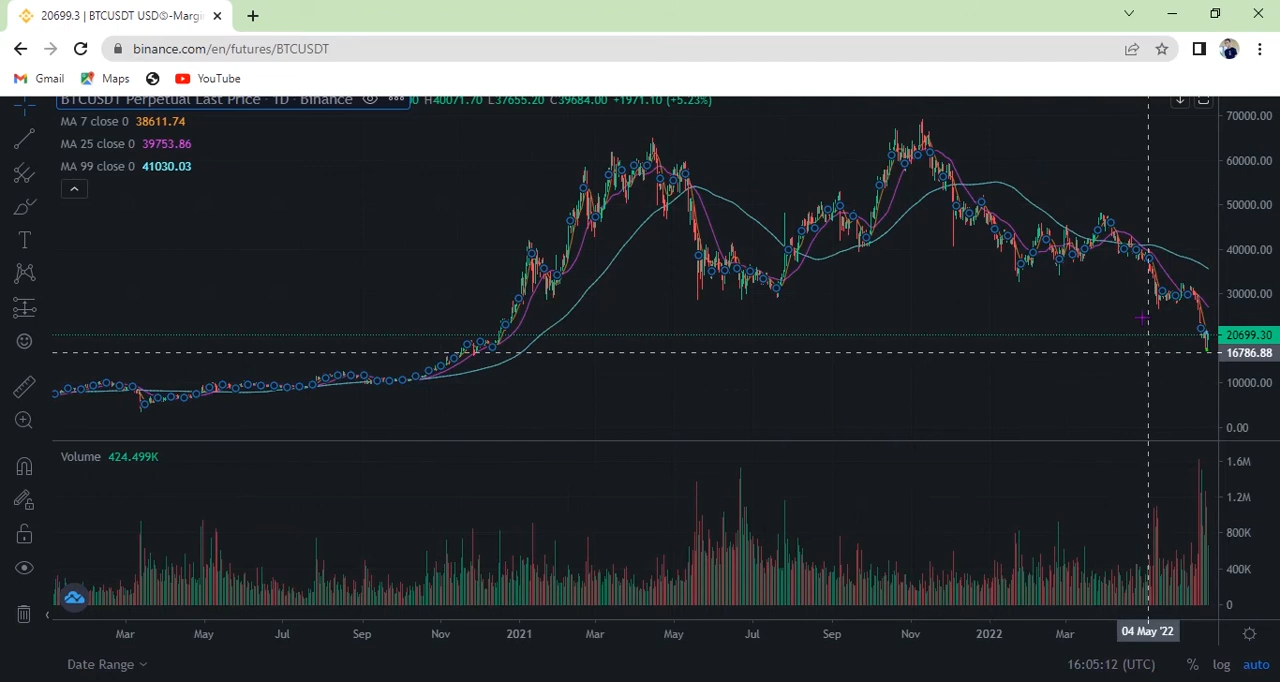 20699.3 | BTCUSDT USDⓈ-Margi
binance.com/en/futures/BTCUSDT
Gmail Maps YouTube
BTCUSDT Perpetual Last Price · 1D · Binance 0 H40071.70 L37655.20 C39684.00 +1971.10 (+5.23%)
MA 7 close 0 38611.74
MA 25 close 0 39753.86
MA 99 close 0 41030.03
70000.00
60000.00
50000.00
40000.00
30000.00
20699.30
16786.88
10000.00
0.00
Volume 424.499K
1.6M
1.2M
800K
400K
0
Mar May Jul Sep Nov 2021 Mar May Jul Sep Nov 2022 Mar 04 May '22
Date Range 16:05:12 (UTC) % log auto